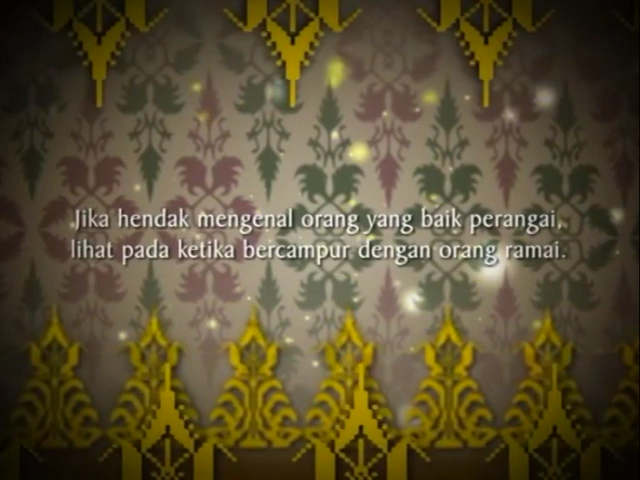 Jika hendak mengenal orang yang baik perangai,
lihat pada ketika bercampur dengan orang ramai.